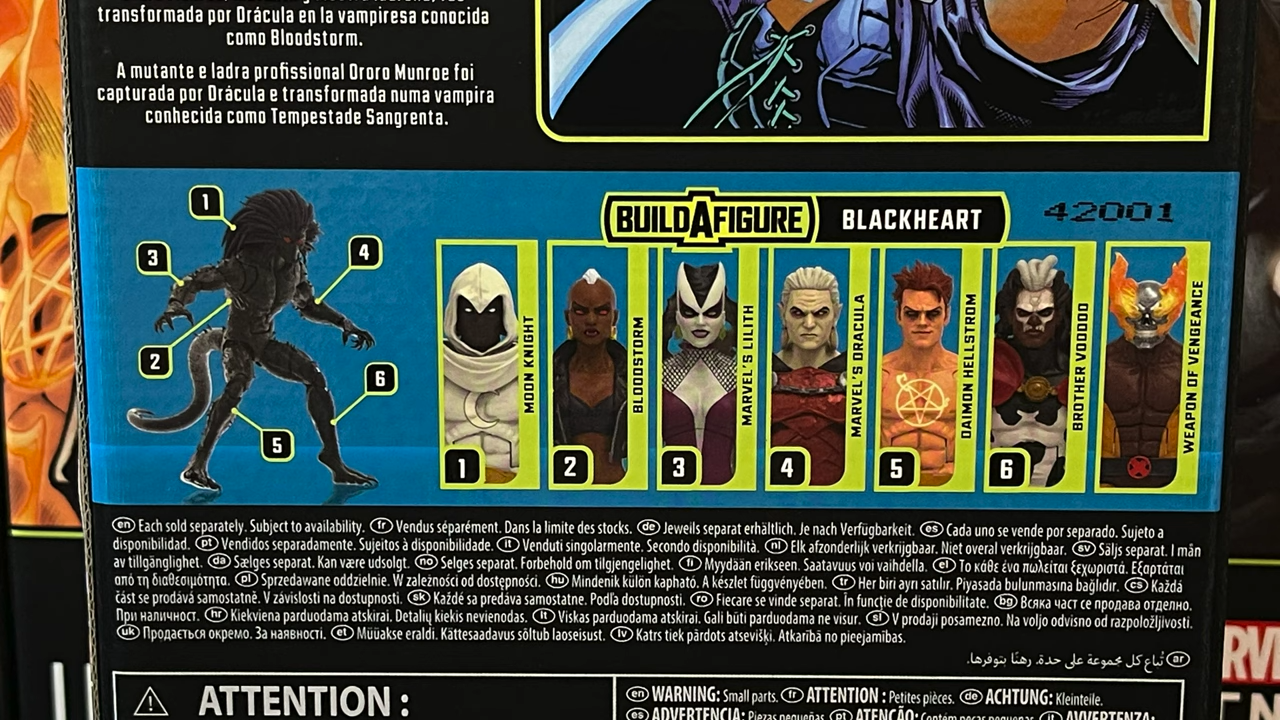 transformada por Drácula en la vampiresa conocida
como Bloodstorm.
A mutante e ladra profissional Ororo Munroe foi
capturada por Drácula e transformada numa vampira
conhecida como Tempestade Sangrenta.
BUILD A FIGURE BLACKHEART 42001
1
3
4
2
6
5
MOON KNIGHT
1
BLOODSTORM
2
MARVEL'S LILITH
3
MARVEL'S DRACULA
4
DAIMON HELLSTROM
5
BROTHER VOODOO
6
WEAPON OF VENGEANCE
en Each sold separately. Subject to availability. fr Vendus séparément. Dans la limite des stocks. de Jeweils separat erhältlich. Je nach Verfügbarkeit. es Cada uno se vende por separado. Sujeto a
disponibilidad. pt Vendidos separadamente. Sujeitos à disponibilidade. it Venduti singolarmente. Secondo disponibilità. nl Elk afzonderlijk verkrijgbaar. Niet overal verkrijgbaar. sv Säljs separat. I mån
av tillgänglighet. da Sælges separat. Kan være udsolgt. no Selges separat. Forbehold om tilgjengelighet. fi Myydään erikseen. Saatavuus voi vaihdella. el Το κάθε ένα πωλείται ξεχωριστά. Εξαρτάται
από τη διαθεσιμότητα. pl Sprzedawane oddzielnie. W zależności od dostępności. hu Mindenik külön kapható. A készlet függvényében. tr Her biri ayrı satılır. Piyasada bulunmasına bağlıdır. cs Každá
část se prodává samostatně. V závislosti na dostupnosti. sk Každé sa predáva samostatne. Podľa dostupnosti. ro Fiecare se vinde separat. În funcție de disponibilitate. bg Всяка част се продава отделно.
При наличност. hr Kiekviena parduodama atskirai. Detalių kiekis nevienodas. lt Viskas parduodama atskirai. Gali būti parduodama ne visur. sl V prodaji posamezno. Na voljo odvisno od razpoložljivosti.
uk Продається окремо. За наявності. et Müüakse eraldi. Kättesaadavus sõltub laoseisust. lv Katrs tiek pārdots atsevišķi. Atkarībā no pieejamības.
ar تُباع كل مجموعة على حدة. رهنًا بتوفرها.
ATTENTION :
en WARNING: Small parts. fr ATTENTION : Petites pièces. de ACHTUNG: Kleinteile.
es ADVERTENCIA: Piezas pequeñas. pt ATENÇÃO: Contém peças pequenas. it AVVERTENZA: